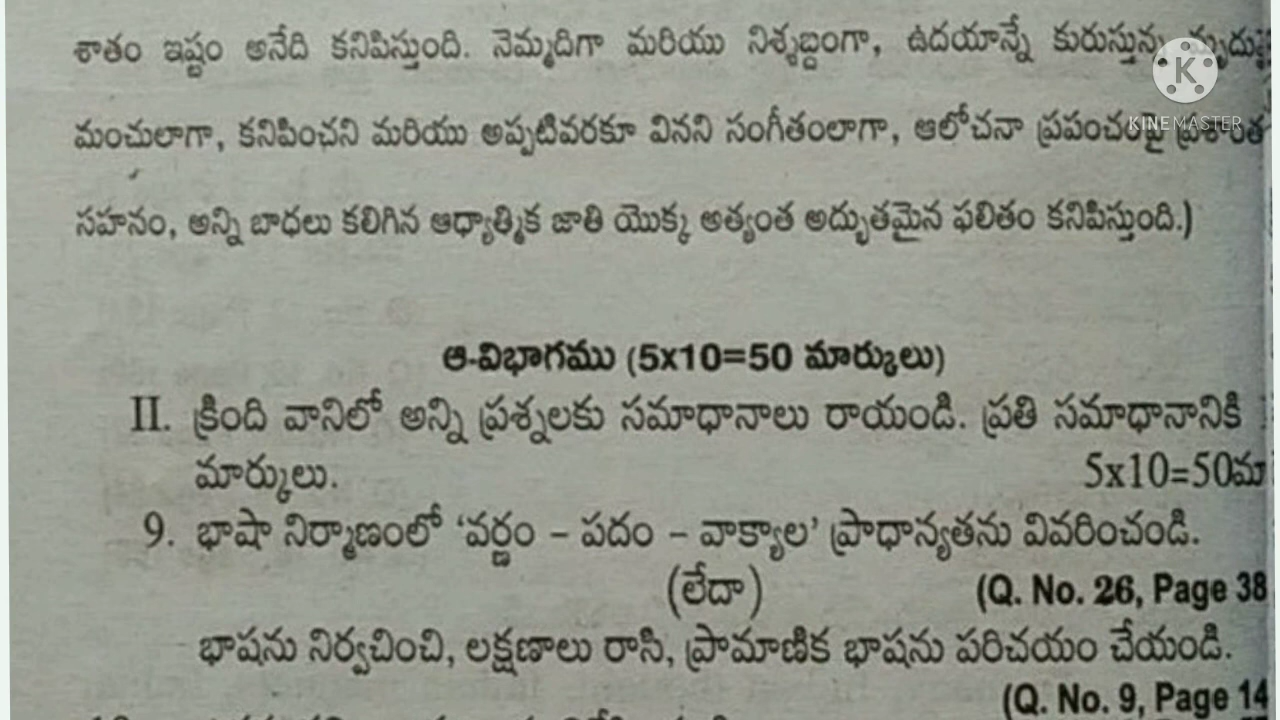 శాతం ఇష్టం అనేది కనిపిస్తుంది. నెమ్మదిగా మరియు నిశ్శబ్దంగా, ఉదయాన్నే కురుస్తున్న
K
KINEMASTER
మంచులాగా, కనిపించని మరియు అప్పటివరకూ వినని సంగీతంలాగా, ఆలోచనా ప్రపంచంపై
సహనం, అన్ని బాధలు కలిగిన ఆధ్యాత్మిక జాతి యొక్క అత్యంత అద్భుతమైన ఫలితం కనిపిస్తుంది.)
ఆ-విభాగము (5x10=50 మార్కులు)
II. క్రింది వానిలో అన్ని ప్రశ్నలకు సమాధానాలు రాయండి. ప్రతి సమాధానానికి
మార్కులు. 5x10=50మా
9. భాషా నిర్మాణంలో ‘వర్ణం – పదం – వాక్యాల’ ప్రాధాన్యతను వివరించండి.
(లేదా) (Q. No. 26, Page 38
భాషను నిర్వచించి, లక్షణాలు రాసి, ప్రామాణిక భాషను పరిచయం చేయండి.
(Q. No. 9, Page 14